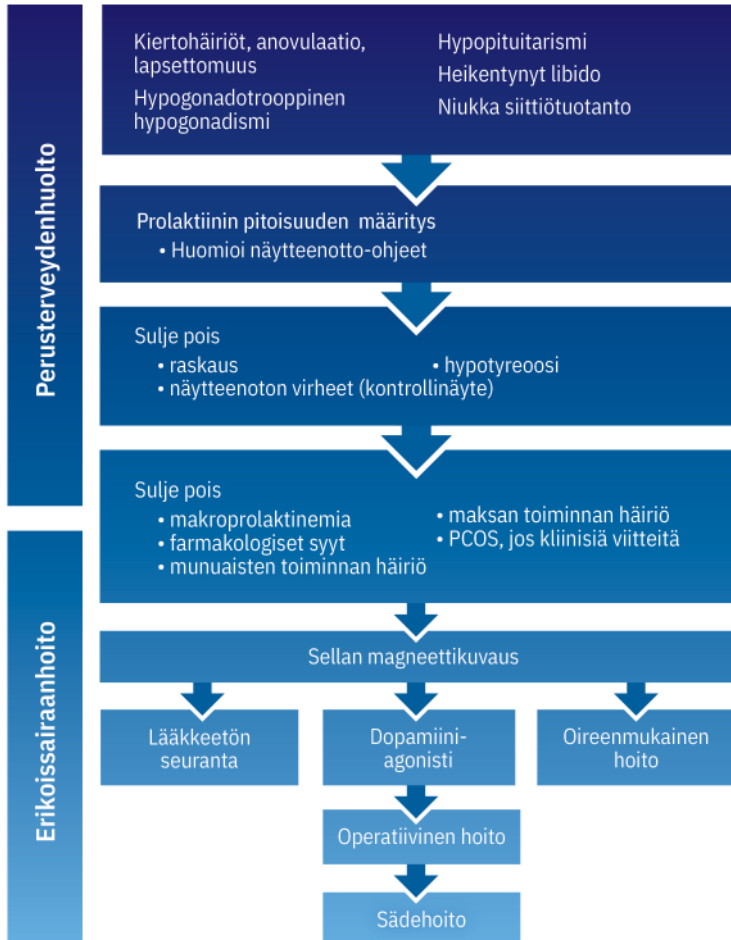 Perusterveydenhuolto
Kiertohäiriöt, anovulaatio,
lapsettomuus
Hypogonadotrooppinen
hypogonadismi
Hypopituitarismi
Heikentynyt libido
Niukka siittiötuotanto
Prolaktiinin pitoisuuden määritys
• Huomioi näytteenotto-ohjeet
Sulje pois
• raskaus
• näytteenoton virheet (kontrollinäyte)
• hypotyreoosi
Sulje pois
• makroprolaktinemia
• farmakologiset syyt
• munuaisten toiminnan häiriö
• maksan toiminnan häiriö
• PCOS, jos kliinisiä viitteitä
Erikoissairaanhoito
Sellan magneettikuvaus
Lääkkeetön
seuranta
Dopamiini-
agonisti
Oireenmukainen
hoito
Operatiivinen hoito
Sädehoito